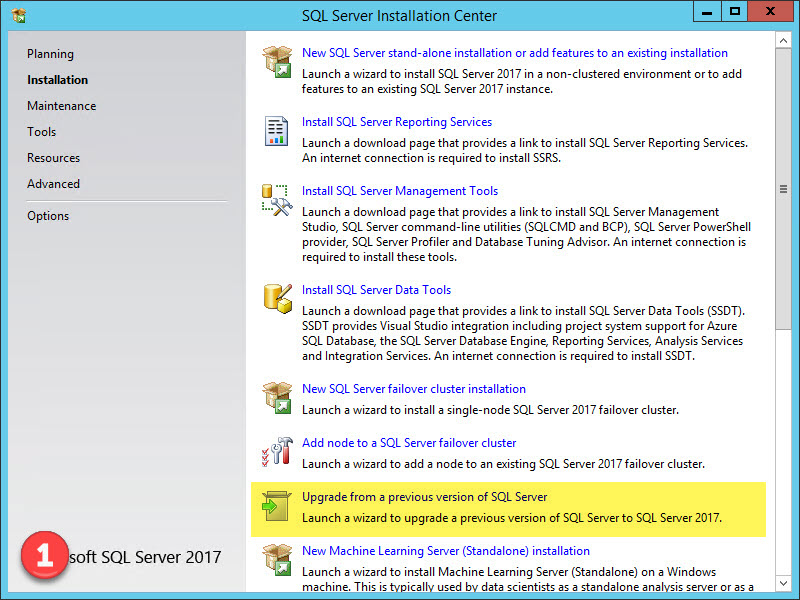 SQL Server Installation Center
Planning
Installation
Maintenance
Tools
Resources
Advanced
Options
New SQL Server stand-alone installation or add features to an existing installation
Launch a wizard to install SQL Server 2017 in a non-clustered environment or to add
features to an existing SQL Server 2017 instance.
Install SQL Server Reporting Services
Launch a download page that provides a link to install SQL Server Reporting Services.
An internet connection is required to install SSRS.
Install SQL Server Management Tools
Launch a download page that provides a link to install SQL Server Management
Studio, SQL Server command-line utilities (SQLCMD and BCP), SQL Server PowerShell
provider, SQL Server Profiler and Database Tuning Advisor. An internet connection is
required to install these tools.
Install SQL Server Data Tools
Launch a download page that provides a link to install SQL Server Data Tools (SSDT).
SSDT provides Visual Studio integration including project system support for Azure
SQL Database, the SQL Server Database Engine, Reporting Services, Analysis Services
and Integration Services. An internet connection is required to install SSDT.
New SQL Server failover cluster installation
Launch a wizard to install a single-node SQL Server 2017 failover cluster.
Add node to a SQL Server failover cluster
Launch a wizard to add a node to an existing SQL Server 2017 failover cluster.
Upgrade from a previous version of SQL Server
Launch a wizard to upgrade a previous version of SQL Server to SQL Server 2017.
New Machine Learning Server (Standalone) installation
Launch a wizard to install Machine Learning Server (Standalone) on a Windows
machine. This is typically used by data scientists as a standalone analysis server or as a
1
soft SQL Server 2017